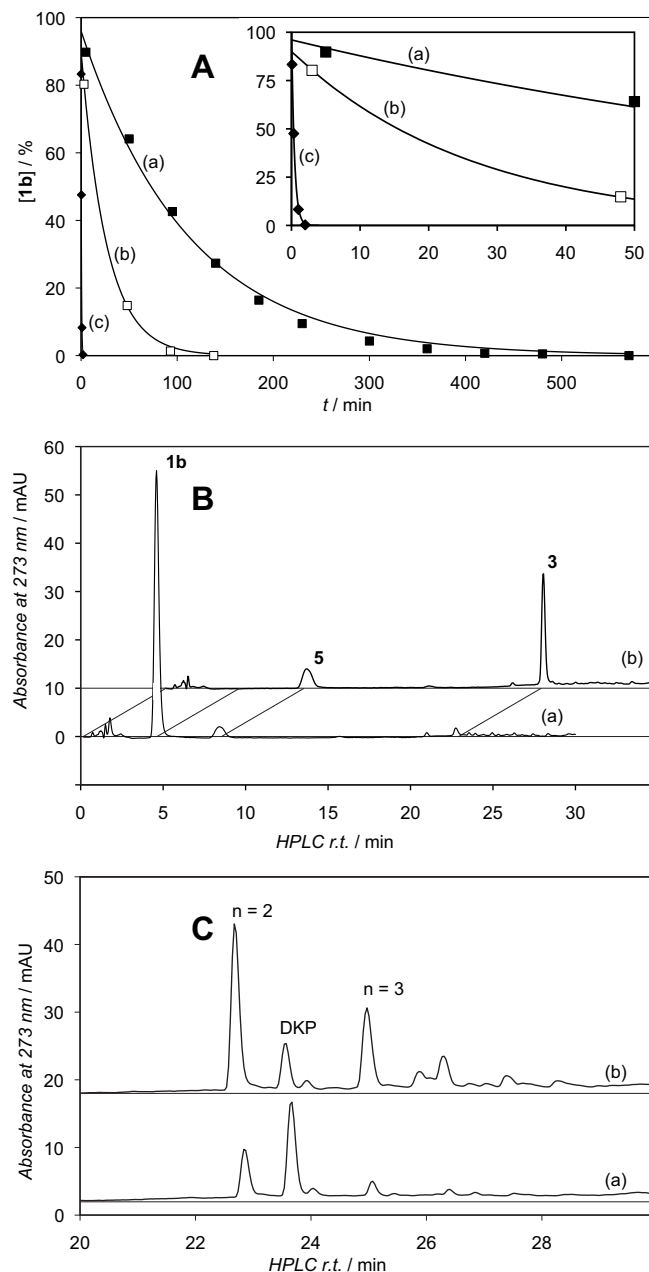 A
[1b] / %
100
80
60
40
20
0
0 100 200 300 400 500
t / min
(a)
(b)
(c)
100
75
50
25
0
0 10 20 30 40 50
(a)
(b)
(c)
B
Absorbance at 273 nm / mAU
60
50
40
30
20
10
0
0 5 10 15 20 25 30
HPLC r.t. / min
1b
5
3
(b)
(a)
C
Absorbance at 273 nm / mAU
50
40
30
20
10
0
20 22 24 26 28
HPLC r.t. / min
n = 2
DKP
n = 3
(b)
(a)